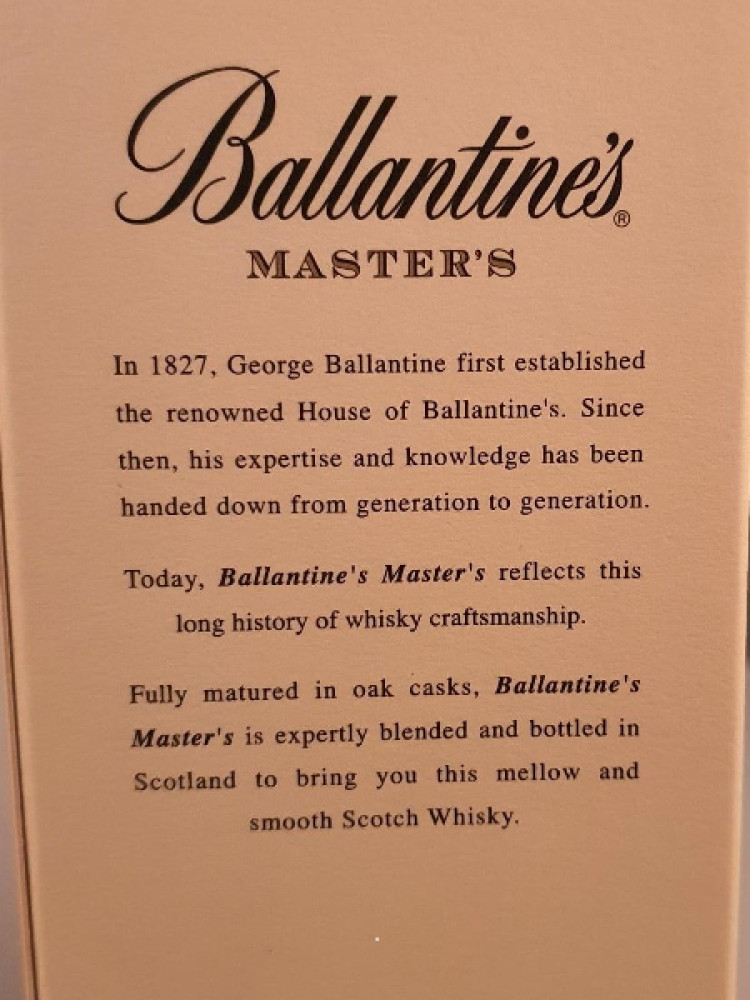 Ballantine's®
MASTER'S
In 1827, George Ballantine first established
the renowned House of Ballantine's. Since
then, his expertise and knowledge has been
handed down from generation to generation.
Today, Ballantine's Master's reflects this
long history of whisky craftsmanship.
Fully matured in oak casks, Ballantine's
Master's is expertly blended and bottled in
Scotland to bring you this mellow and
smooth Scotch Whisky.